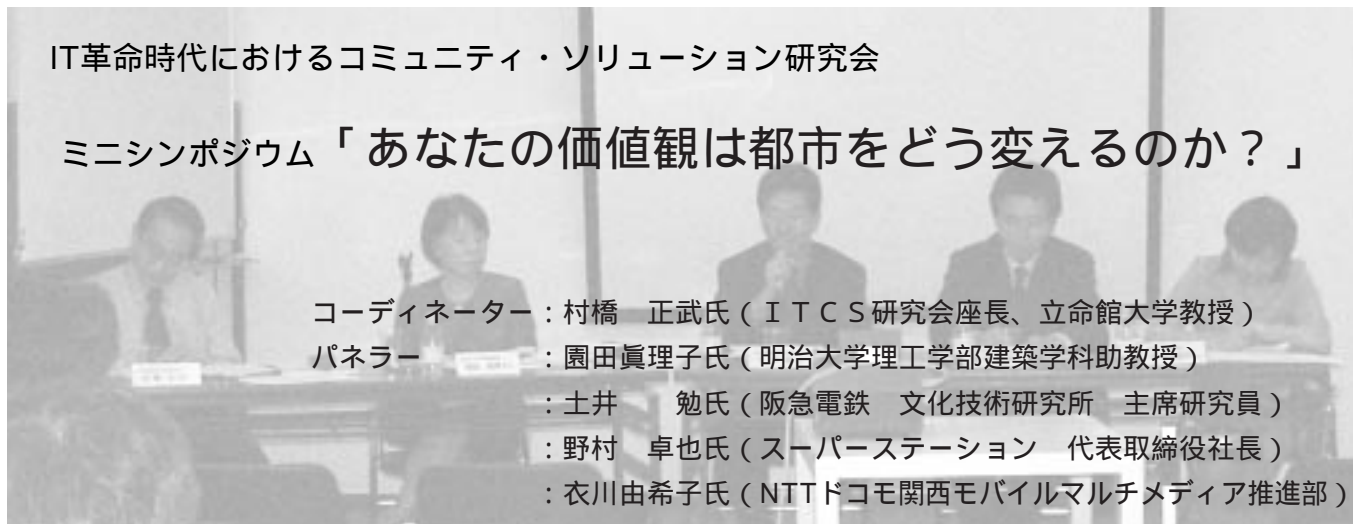 IT革命時代におけるコミュニティ・ソリューション研究会
ミニシンポジウム「あなたの価値観は都市をどう変えるのか？」
コーディネーター：村橋　正武氏（ＩＴＣＳ研究会座長、立命館大学教授）
パネラー　　　　：園田眞理子氏（明治大学理工学部建築学科助教授）
：土井　　勉氏（阪急電鉄　文化技術研究所　主席研究員）
：野村　卓也氏（スーパーステーション　代表取締役社長）
：衣川由希子氏（NTTドコモ関西モバイルマルチメディア推進部）